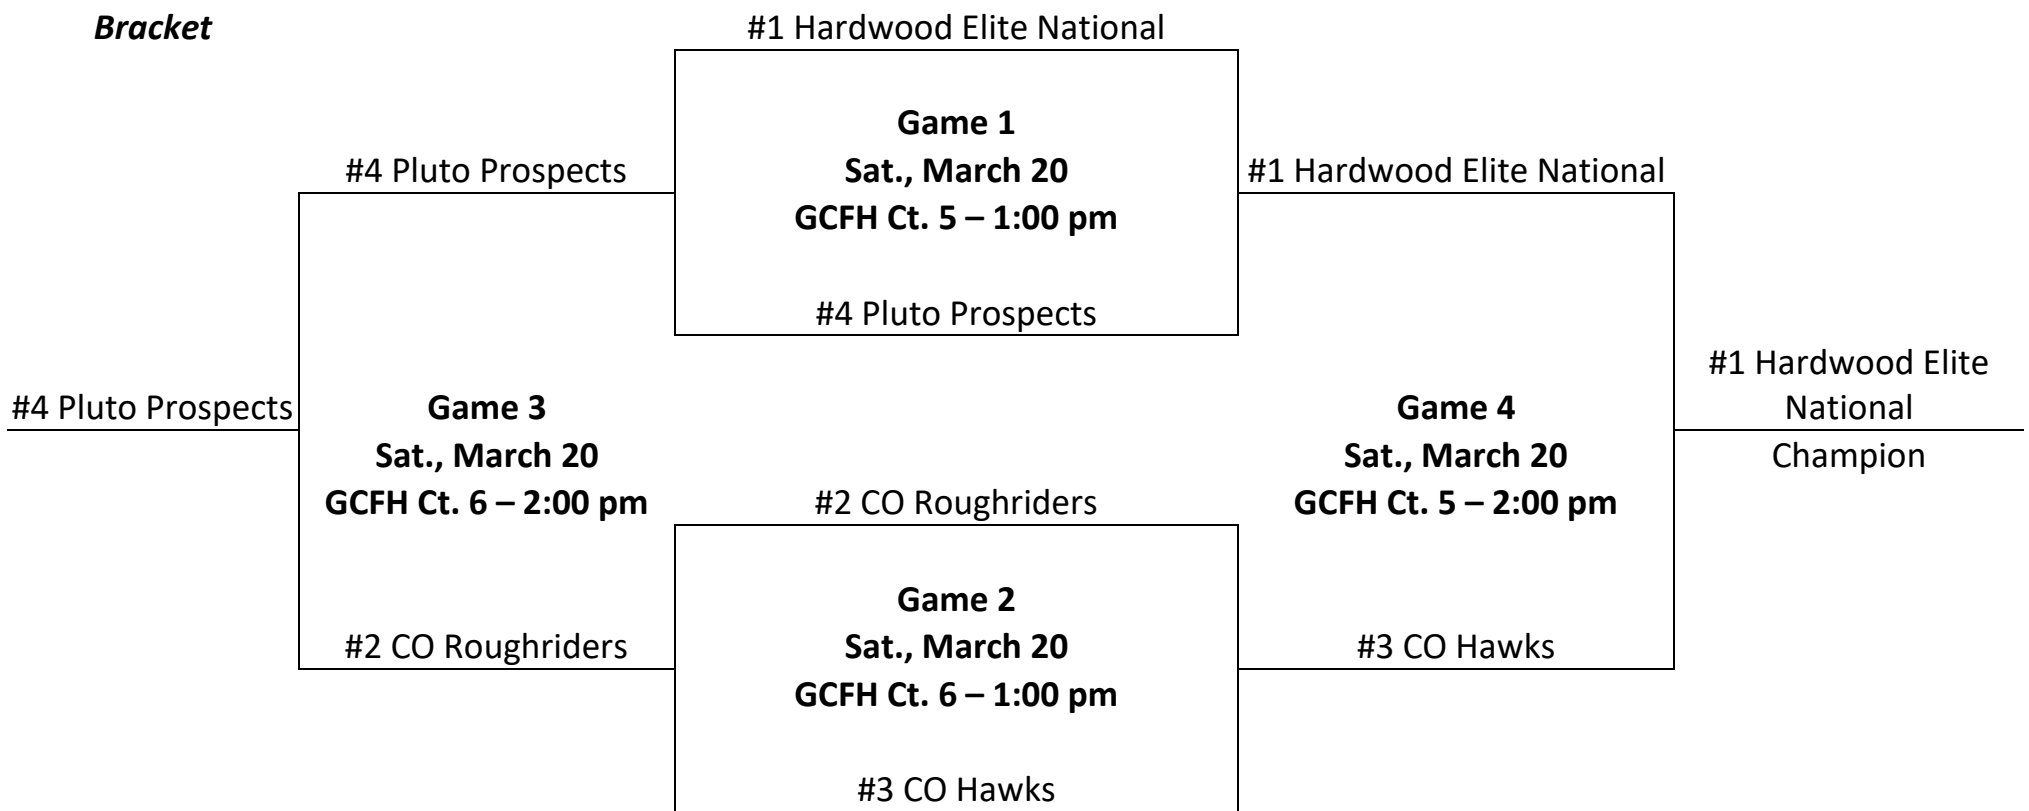 Bracket
#1 Hardwood Elite National
Game 1
Sat., March 20
GCFH Ct. 5 – 1:00 pm
#4 Pluto Prospects
#1 Hardwood Elite National
#4 Pluto Prospects
#4 Pluto Prospects
Game 3
Sat., March 20
GCFH Ct. 6 – 2:00 pm
Game 4
Sat., March 20
GCFH Ct. 5 – 2:00 pm
#1 Hardwood Elite
National
Champion
#2 CO Roughriders
Game 2
Sat., March 20
GCFH Ct. 6 – 1:00 pm
#2 CO Roughriders
#3 CO Hawks
#3 CO Hawks